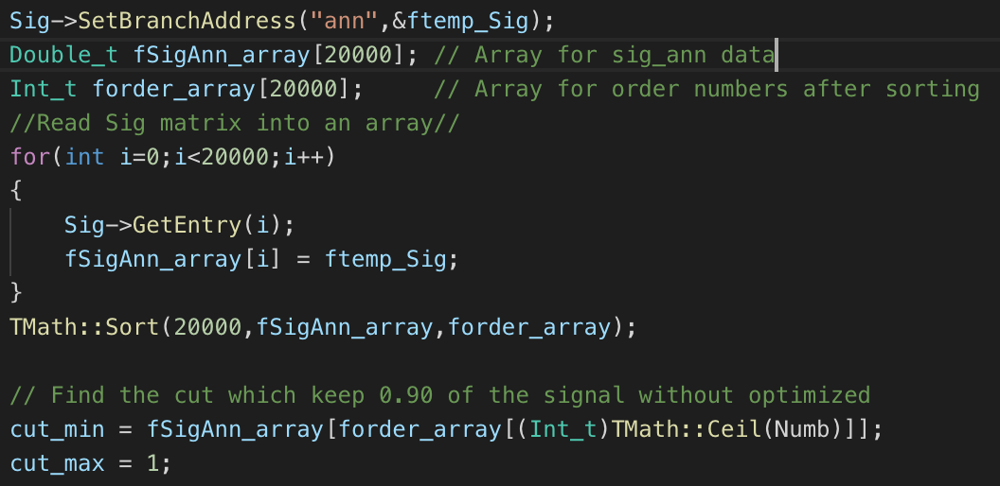 Sig->SetBranchAddress("ann",&ftemp_Sig);
Double_t fSigAnn_array[20000]; // Array for sig_ann data
Int_t forder_array[20000];     // Array for order numbers after sorting
//Read Sig matrix into an array//
for(int i=0;i<20000;i++)
{
    Sig->GetEntry(i);
    fSigAnn_array[i] = ftemp_Sig;
}
TMath::Sort(20000,fSigAnn_array,forder_array);

// Find the cut which keep 0.90 of the signal without optimized
cut_min = fSigAnn_array[forder_array[(Int_t)TMath::Ceil(Numb)]];
cut_max = 1;